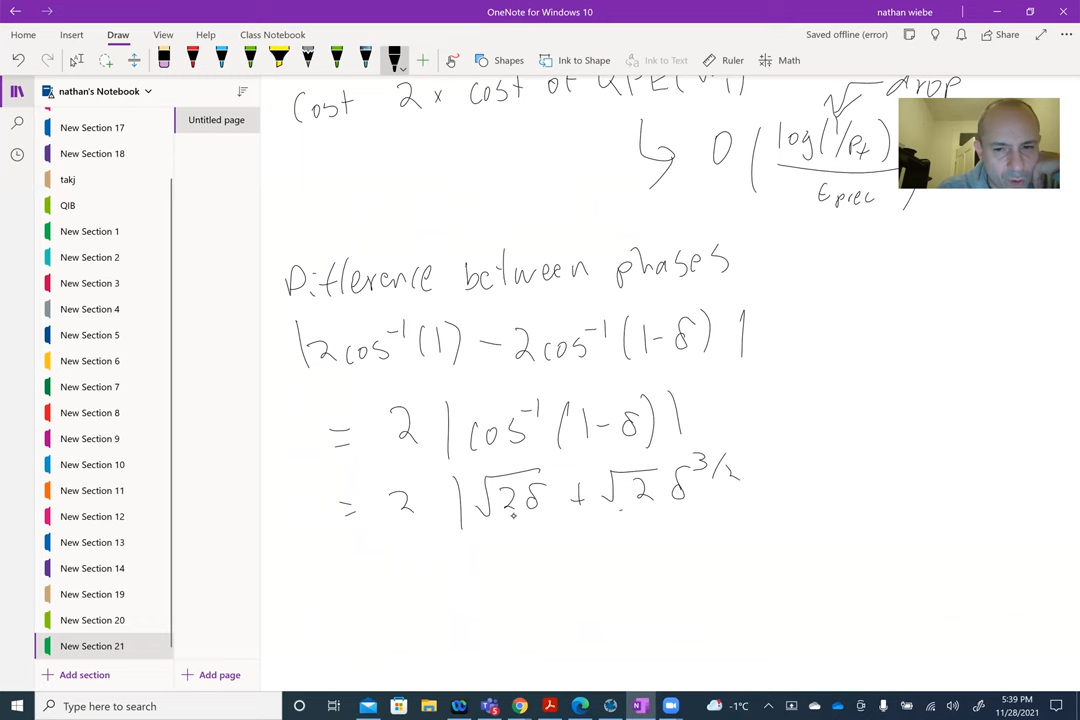 OneNote for Windows 10
nathan wiebe
Home Insert Draw View Help Class Notebook
Saved offline (error)
Share
Shapes
Ink to Shape
Ink to Text
Ruler
Math
nathan's Notebook
Untitled page
New Section 17
New Section 18
takj
QIB
New Section 1
New Section 2
New Section 3
New Section 4
New Section 5
New Section 6
New Section 7
New Section 8
New Section 9
New Section 10
New Section 11
New Section 12
New Section 13
New Section 14
New Section 19
New Section 20
New Section 21
Add section
Add page
Cost 2 x cost of QPE
drop
↳ O ( log(1/P
ε prec
Difference between phases
|2cos⁻¹(1) - 2cos⁻¹(1-δ)|
= 2 |cos⁻¹(1-δ)|
= 2 |√2δ + √2 δ^3/2
Type here to search
-1°C
5:39 PM
11/28/2021